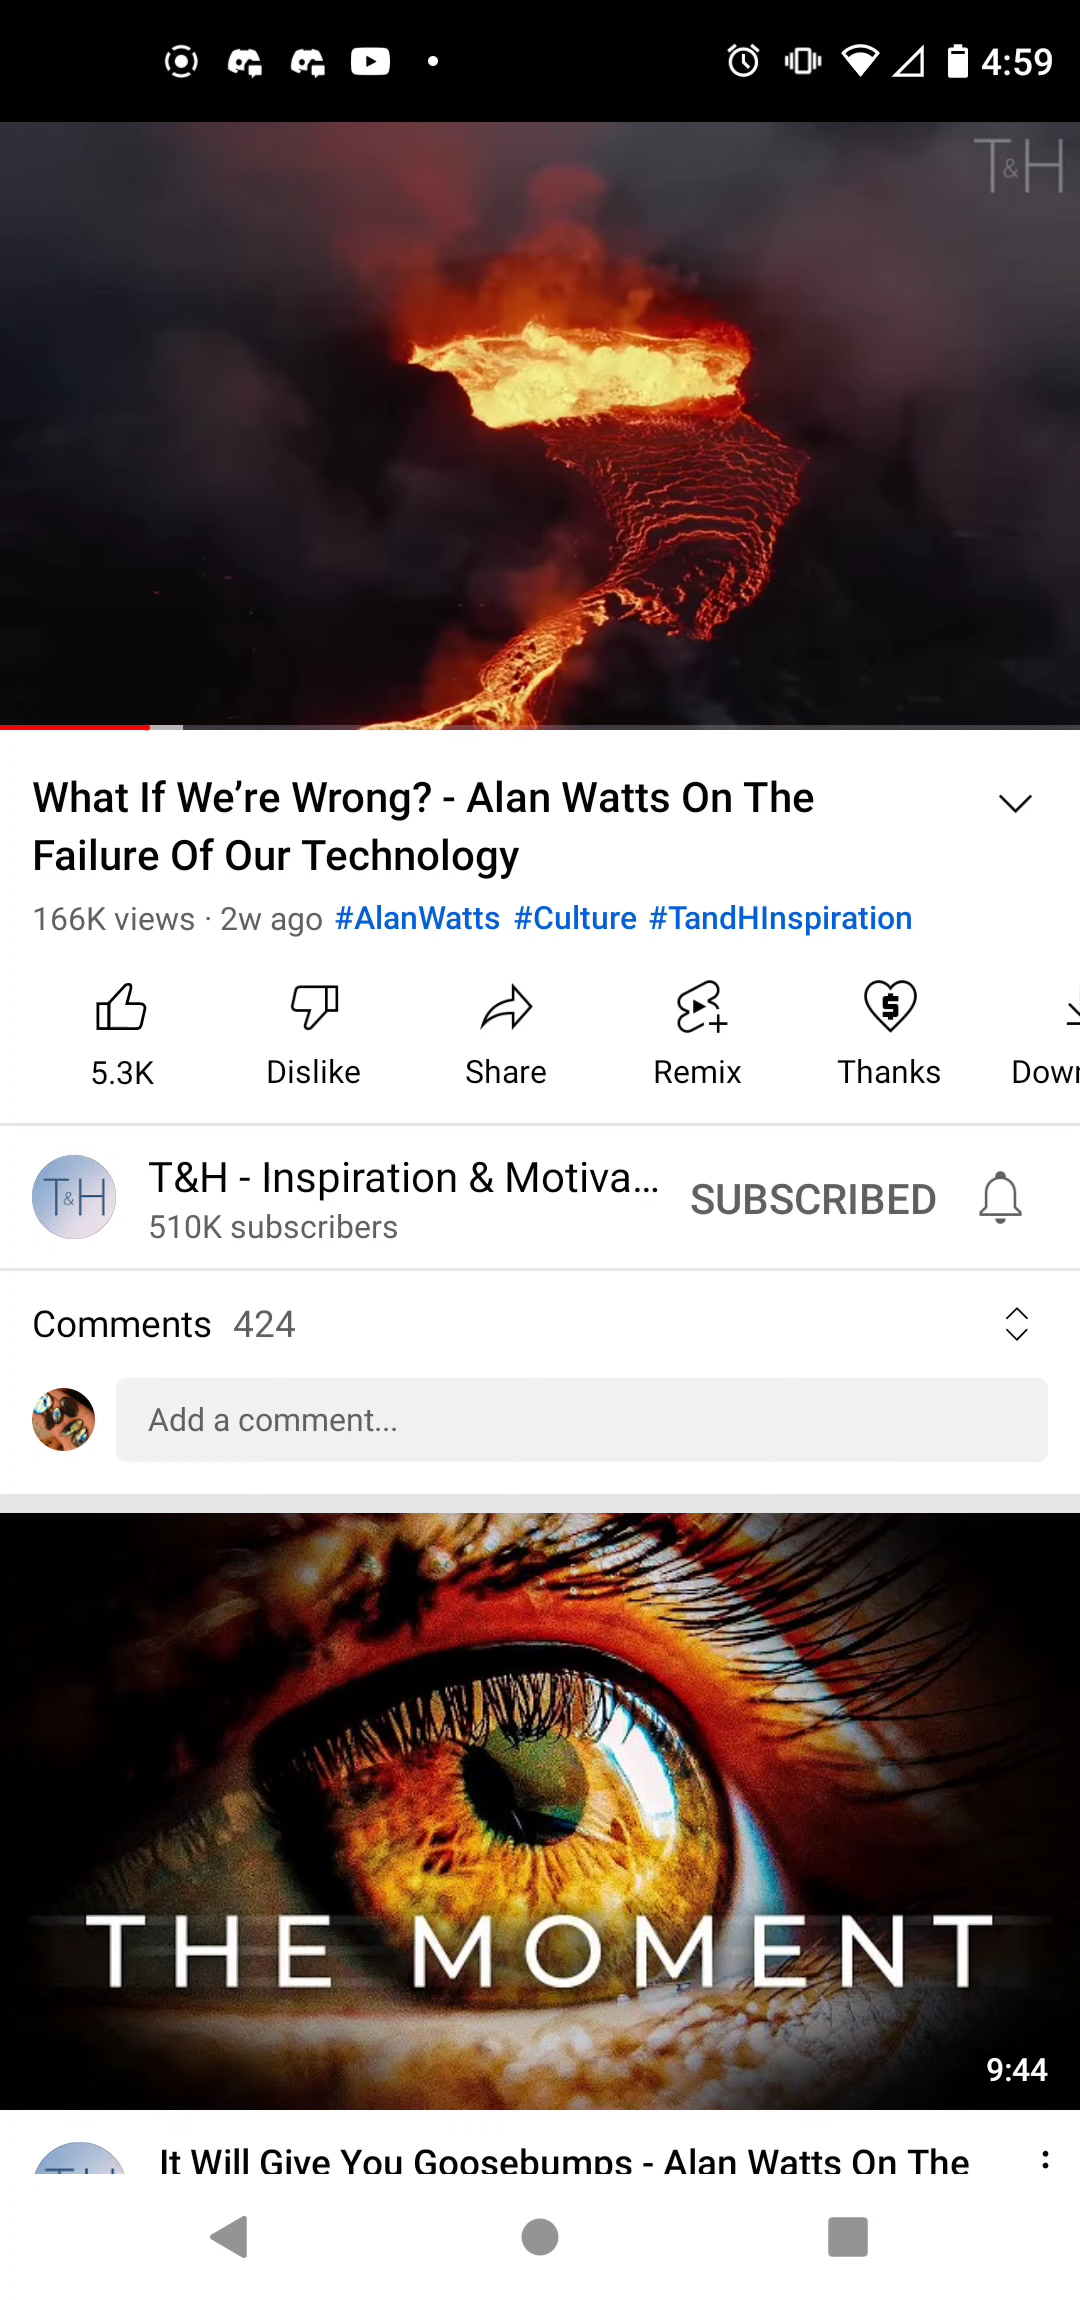 4:59
T&H
What If We’re Wrong? - Alan Watts On The
Failure Of Our Technology
166K views · 2w ago #AlanWatts #Culture #TandHInspiration
5.3K Dislike Share Remix Thanks Down
T&H
T&H - Inspiration & Motiva... SUBSCRIBED
510K subscribers
Comments 424
Add a comment...
THE MOMENT
9:44
It Will Give You Goosebumps - Alan Watts On The